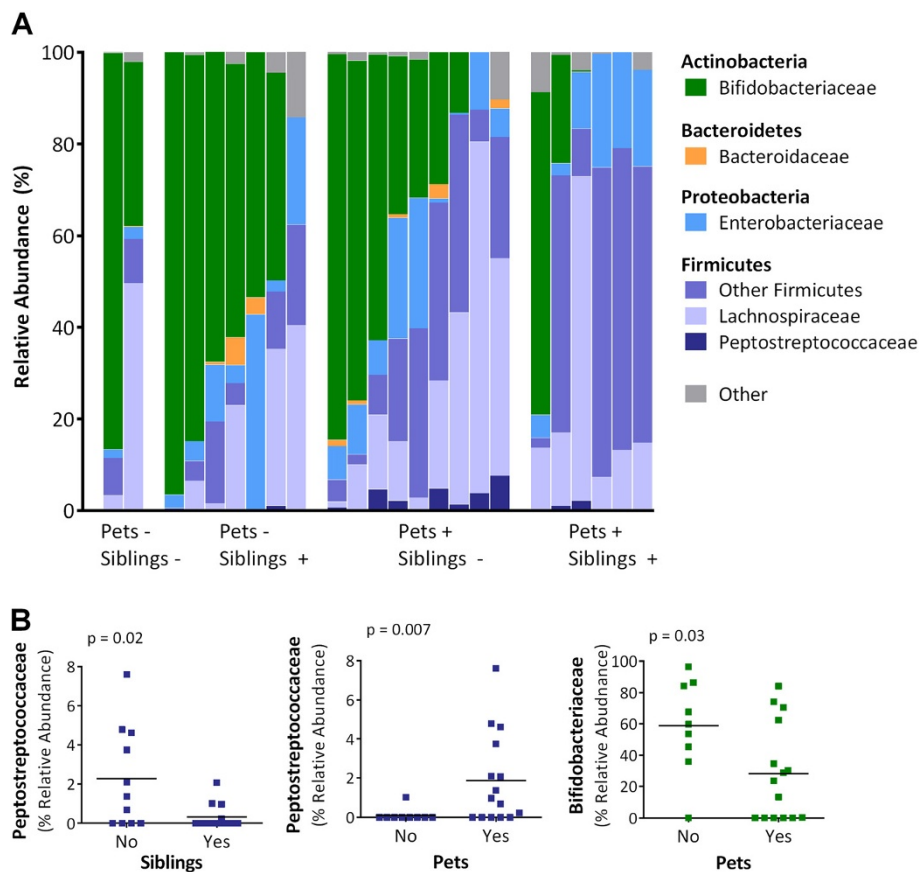 A
Relative Abundance (%)
100
80
60
40
20
0
Pets - Pets - Pets + Pets +
Siblings - Siblings + Siblings - Siblings +
Actinobacteria
Bifidobacteriaceae
Bacteroidetes
Bacteroidaceae
Proteobacteria
Enterobacteriaceae
Firmicutes
Other Firmicutes
Lachnospiraceae
Peptostreptococcaceae
Other
B
p = 0.02
Peptostreptococcaceae
(% Relative Abundance)
8
6
4
2
0
No Yes
Siblings
p = 0.007
Peptostreptococcaceae
(% Relative Abundance)
8
6
4
2
0
No Yes
Pets
p = 0.03
Bifidobacteriaceae
(% Relative Abudnance)
100
80
60
40
20
0
No Yes
Pets